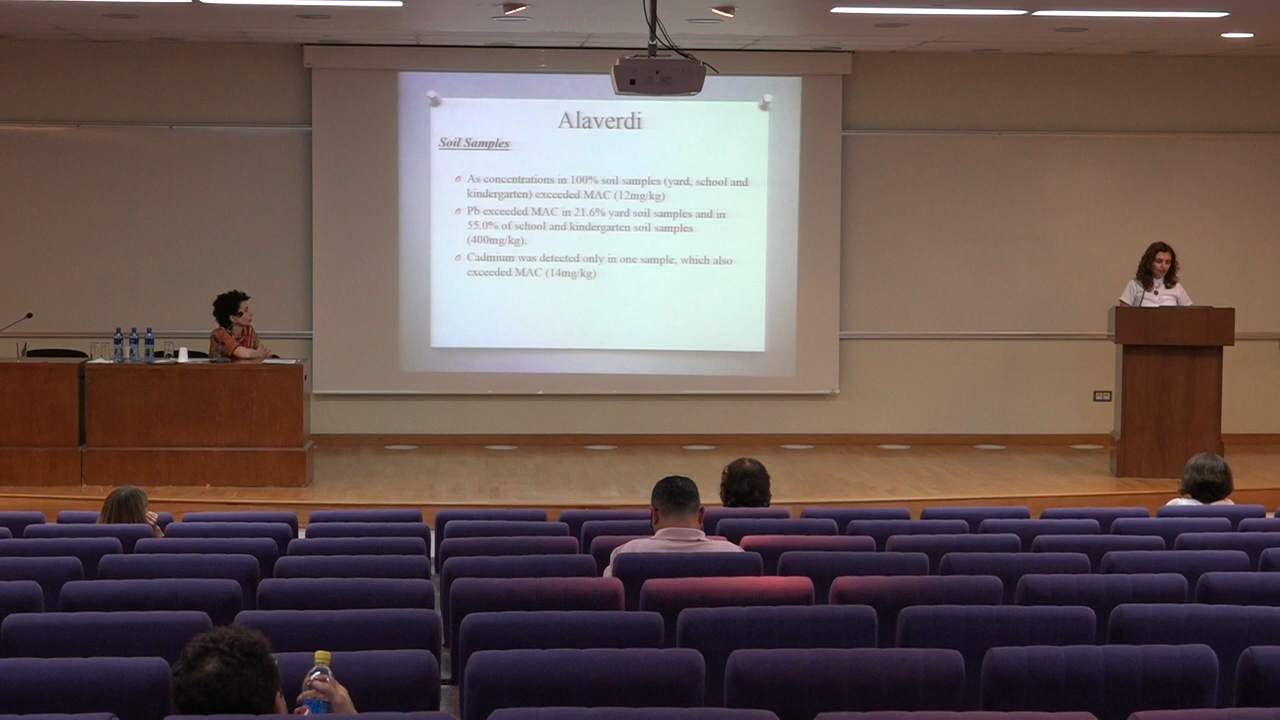 Alaverdi
Soil Samples
As concentrations in 100% soil samples (yard, school and
kindergarten) exceeded MAC (12mg/kg)
Pb exceeded MAC in 21.6% yard soil samples and in
55.0% of school and kindergarten soil samples
(400mg/kg).
Cadmium was detected only in one sample, which also
exceeded MAC (14mg/kg)